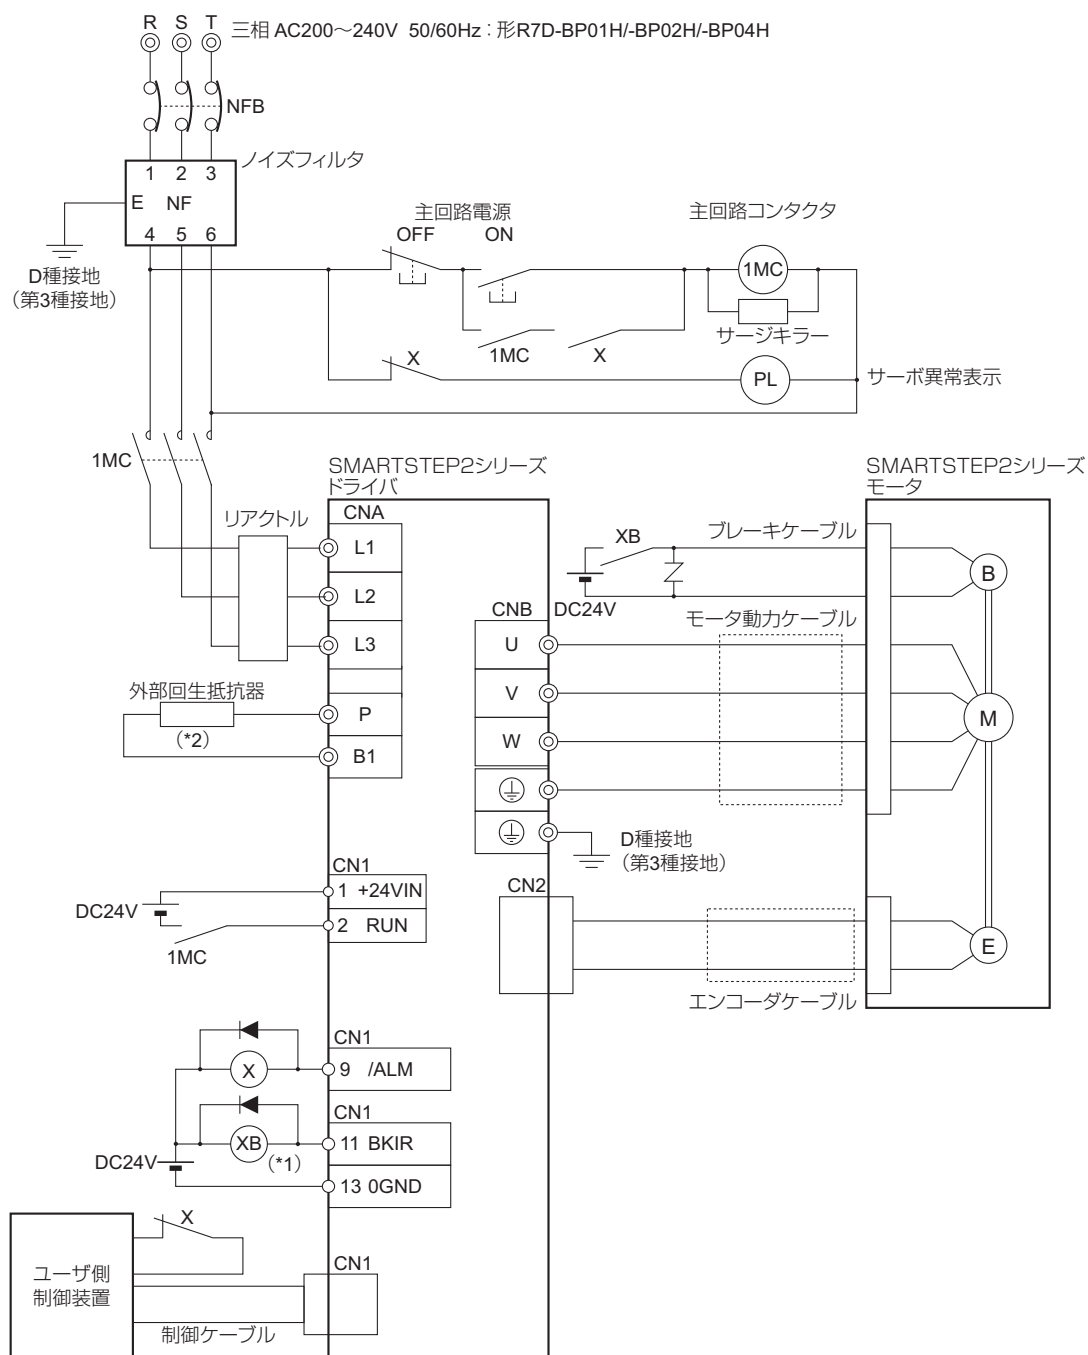 R S T
三相 AC200～240V 50/60Hz：形R7D-BP01H/-BP02H/-BP04H
NFB
ノイズフィルタ
1 2 3
E NF
4 5 6
D種接地
（第3種接地）
主回路電源
OFF ON
主回路コンタクタ
1MC
サージキラー
1MC X
X
PL
サーボ異常表示
1MC
SMARTSTEP2シリーズ
ドライバ
SMARTSTEP2シリーズ
モータ
リアクトル
CNA
L1
L2
L3
外部回生抵抗器
（*2）
P
B1
XB
ブレーキケーブル
B
DC24V
CNB
モータ動力ケーブル
U
V
W
M
D種接地
（第3種接地）
CN1
DC24V
1 +24VIN
2 RUN
1MC
CN2
E
エンコーダケーブル
CN1
X
9 /ALM
CN1
XB
（*1）
11 BKIR
DC24V
13 0GND
X
ユーザ側
制御装置
CN1
制御ケーブル